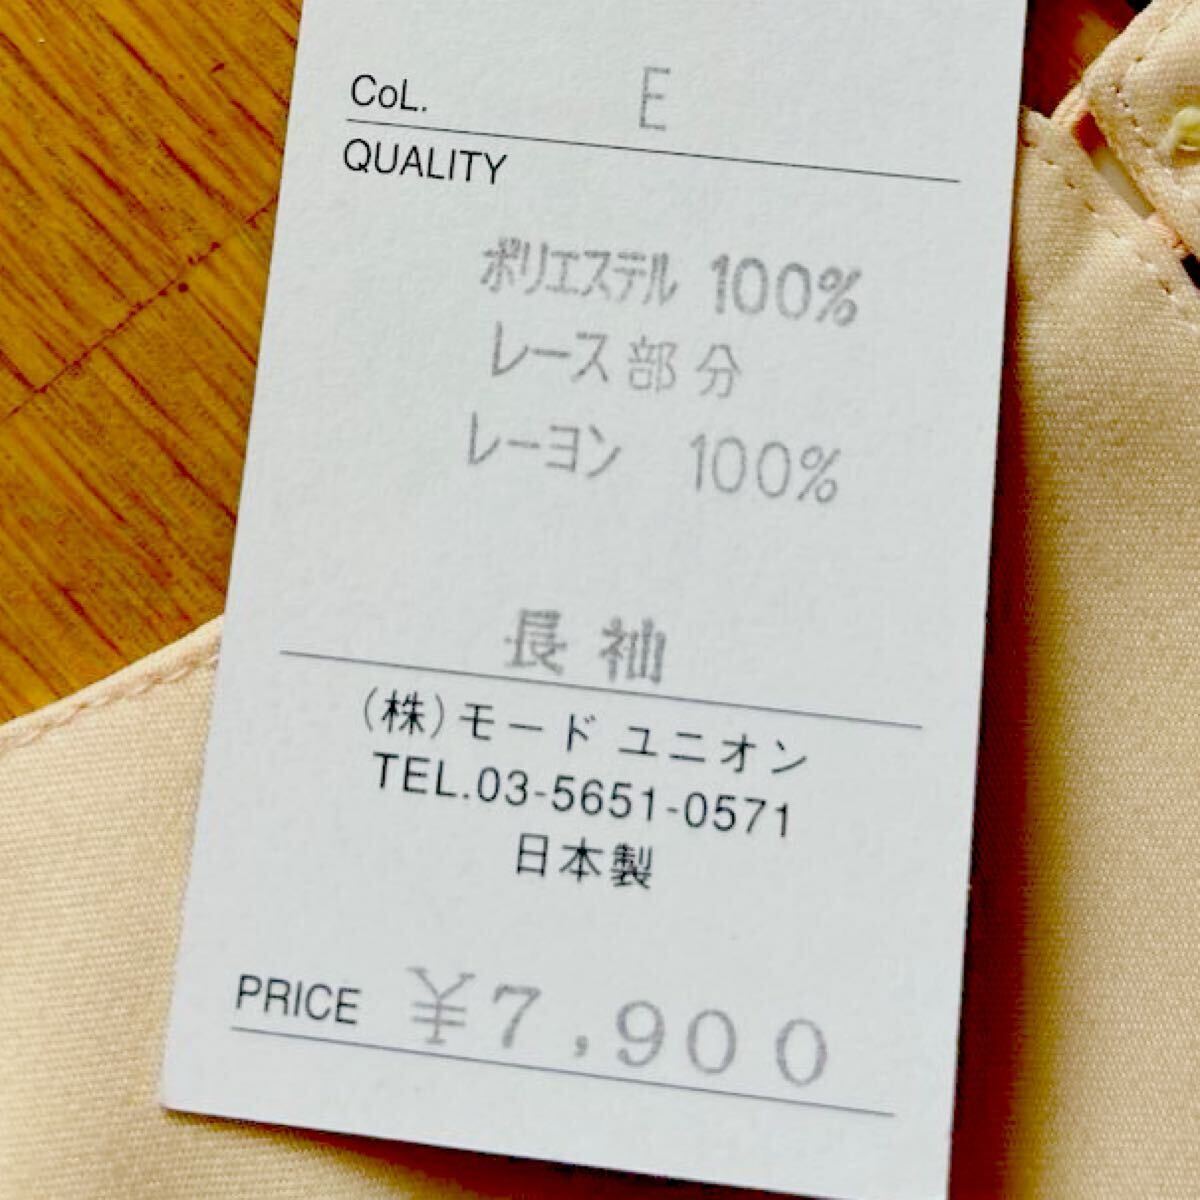 CoL. E
QUALITY
ポリエステル 100%
レース部分
レーヨン 100%
長袖
(株)モード ユニオン
TEL.03-5651-0571
日本製
PRICE ¥7,900